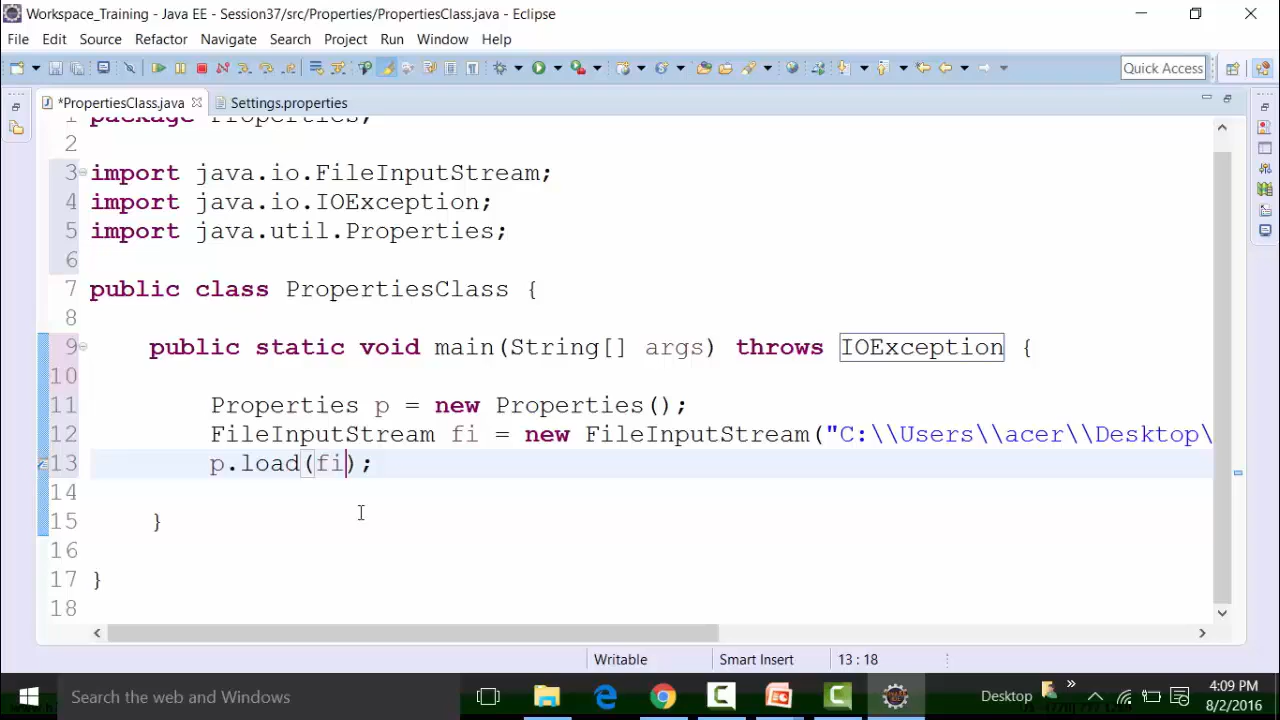 Workspace_Training - Java EE - Session37/src/Properties/PropertiesClass.java - Eclipse
File Edit Source Refactor Navigate Search Project Run Window Help
Quick Access
*PropertiesClass.java Settings.properties
1 package Properties;
2
3 import java.io.FileInputStream;
4 import java.io.IOException;
5 import java.util.Properties;
6
7 public class PropertiesClass {
8
9 public static void main(String[] args) throws IOException {
10
11 Properties p = new Properties();
12 FileInputStream fi = new FileInputStream("C:\\Users\\acer\\Desktop\
13 p.load(fi);
14
15 }
16
17 }
18
Writable Smart Insert 13 : 18
Search the web and Windows
Desktop
4:09 PM
8/2/2016